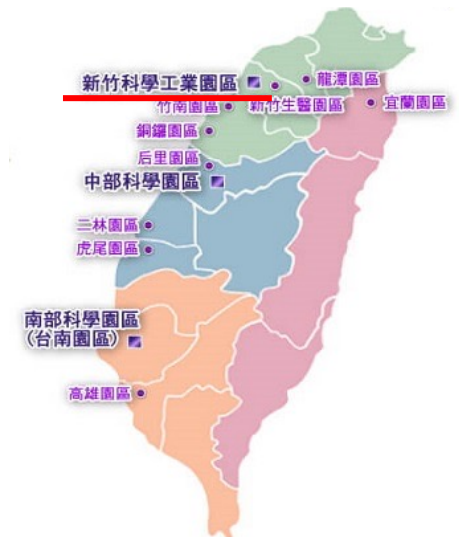 龍潭園區
新竹科學工業園區
竹南園區
新竹生醫園區
宜蘭園區
銅鑼園區
后里園區
中部科學園區
二林園區
虎尾園區
南部科學園區
(台南園區)
高雄園區